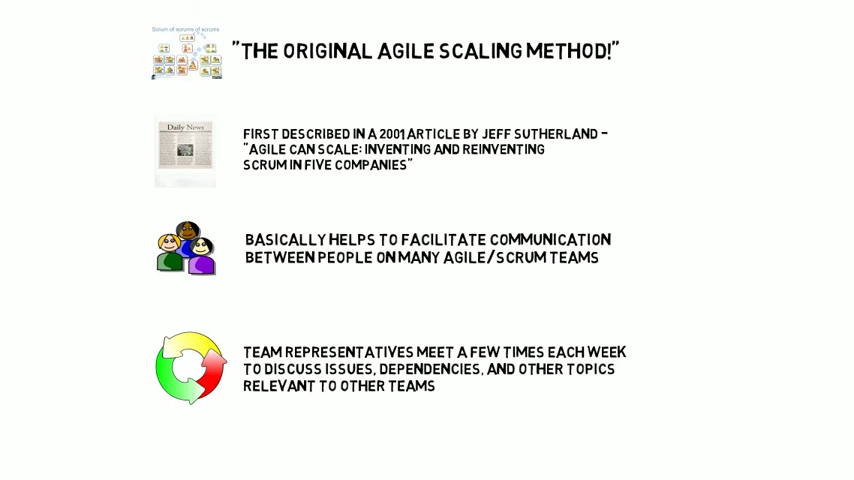 Scrum of scrums of scrums
"THE ORIGINAL AGILE SCALING METHOD!"
Daily News
FIRST DESCRIBED IN A 2001 ARTICLE BY JEFF SUTHERLAND -
"AGILE CAN SCALE: INVENTING AND REINVENTING
SCRUM IN FIVE COMPANIES"
BASICALLY HELPS TO FACILITATE COMMUNICATION
BETWEEN PEOPLE ON MANY AGILE/SCRUM TEAMS
TEAM REPRESENTATIVES MEET A FEW TIMES EACH WEEK
TO DISCUSS ISSUES, DEPENDENCIES, AND OTHER TOPICS
RELEVANT TO OTHER TEAMS